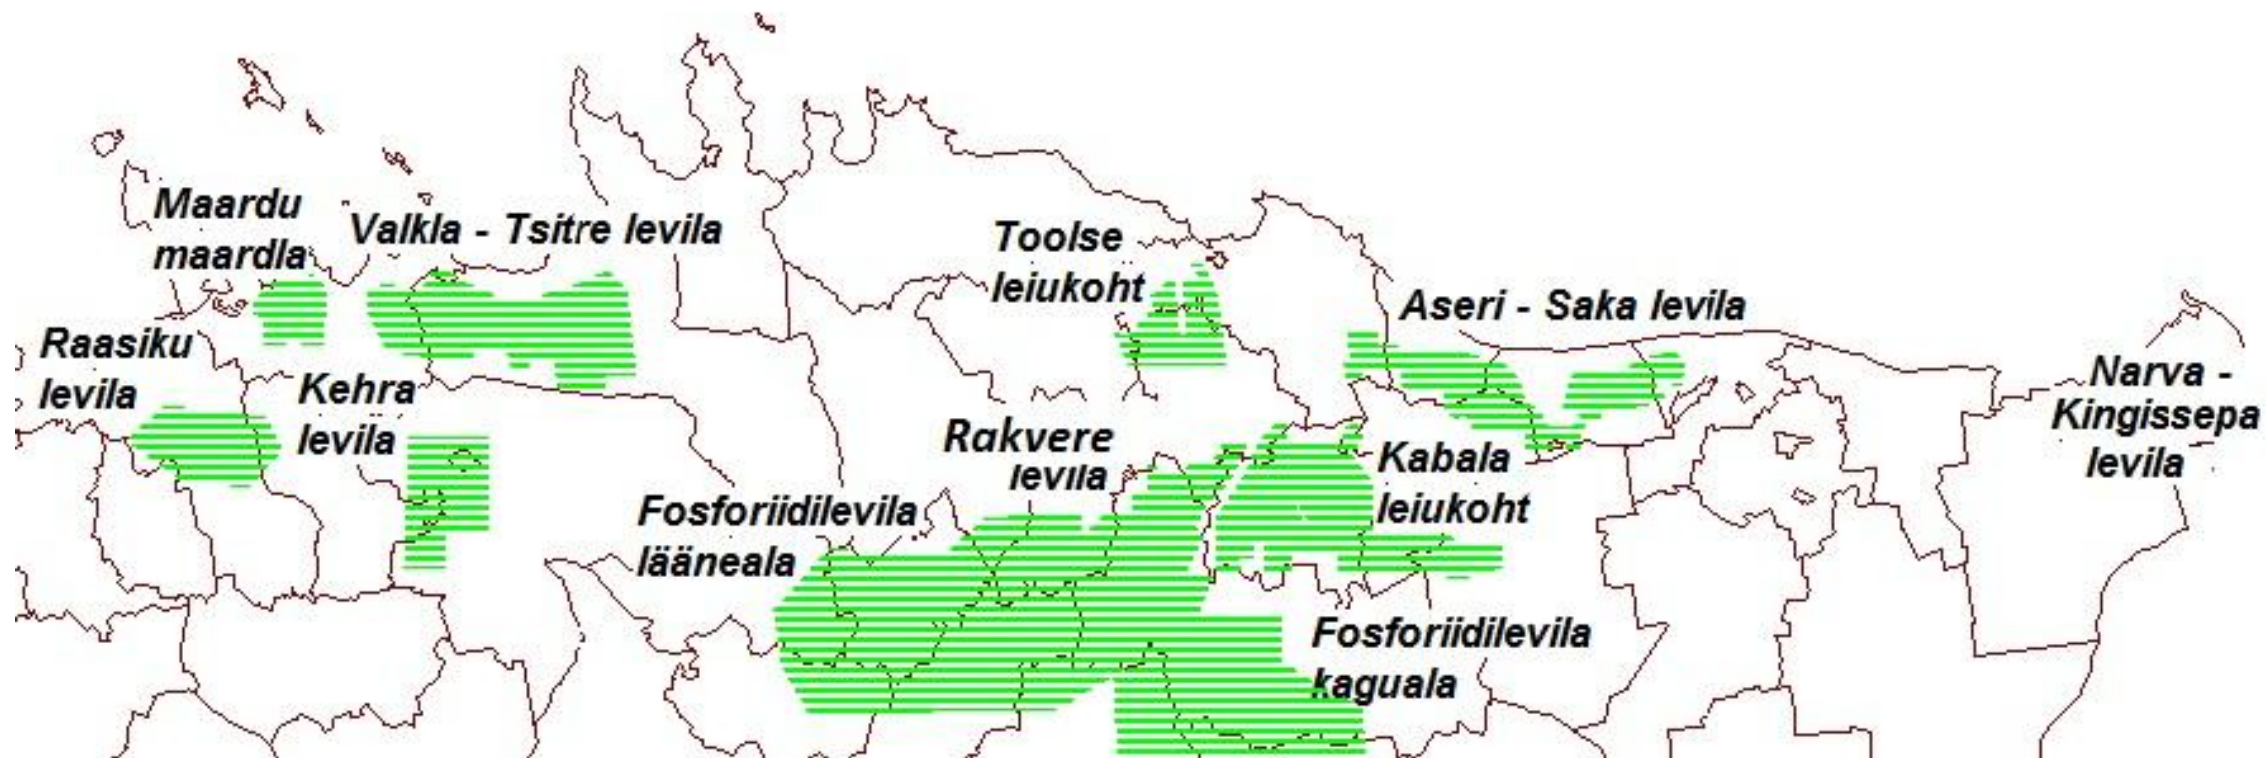 Maardu
maardla
Valkla - Tsitre levila
Toolse
leiukoht
Aseri - Saka levila
Raasiku
levila
Kehra
levila
Narva -
Kingissepa
levila
Rakvere
levila
Kabala
leiukoht
Fosforiidilevila
lääneala
Fosforiidilevila
kaguala